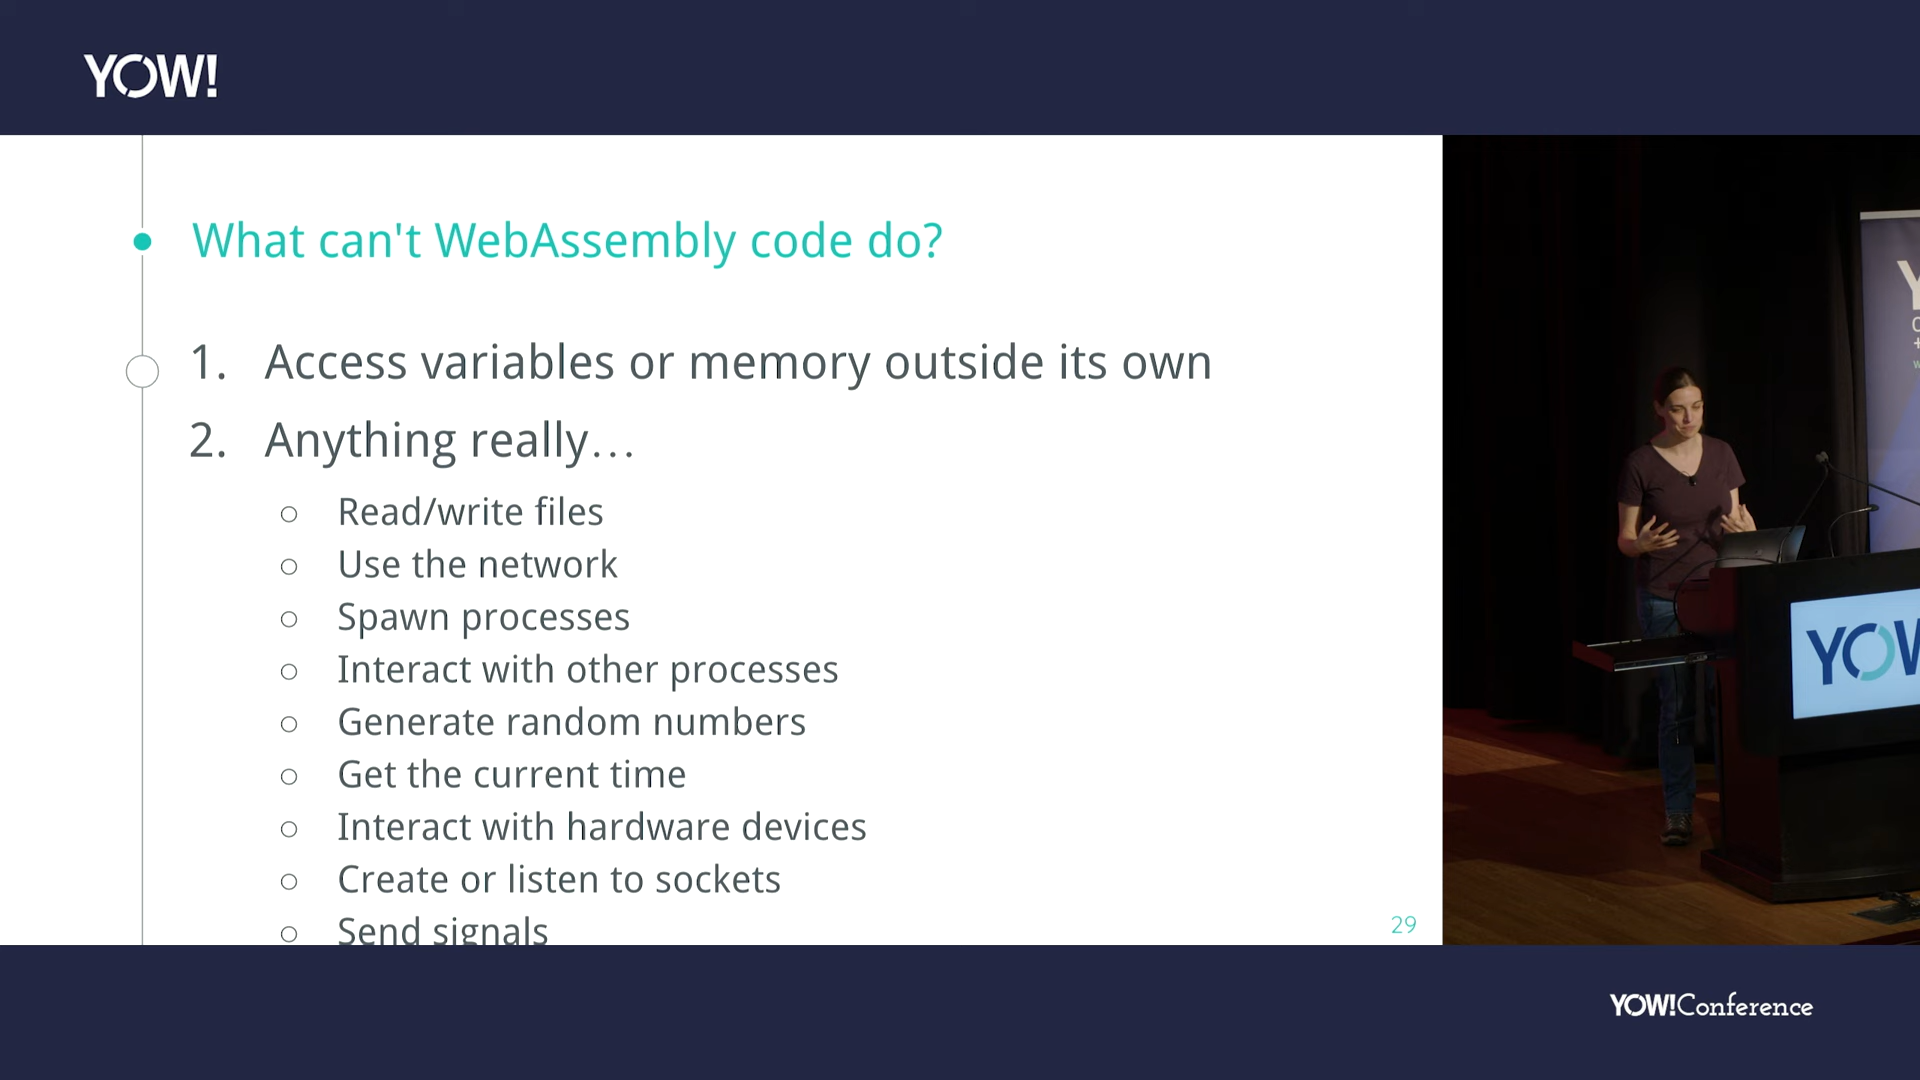 YOW!
What can't WebAssembly code do?
1. Access variables or memory outside its own
2. Anything really…
○ Read/write files
○ Use the network
○ Spawn processes
○ Interact with other processes
○ Generate random numbers
○ Get the current time
○ Interact with hardware devices
○ Create or listen to sockets
○ Send signals
29
YOW!Conference